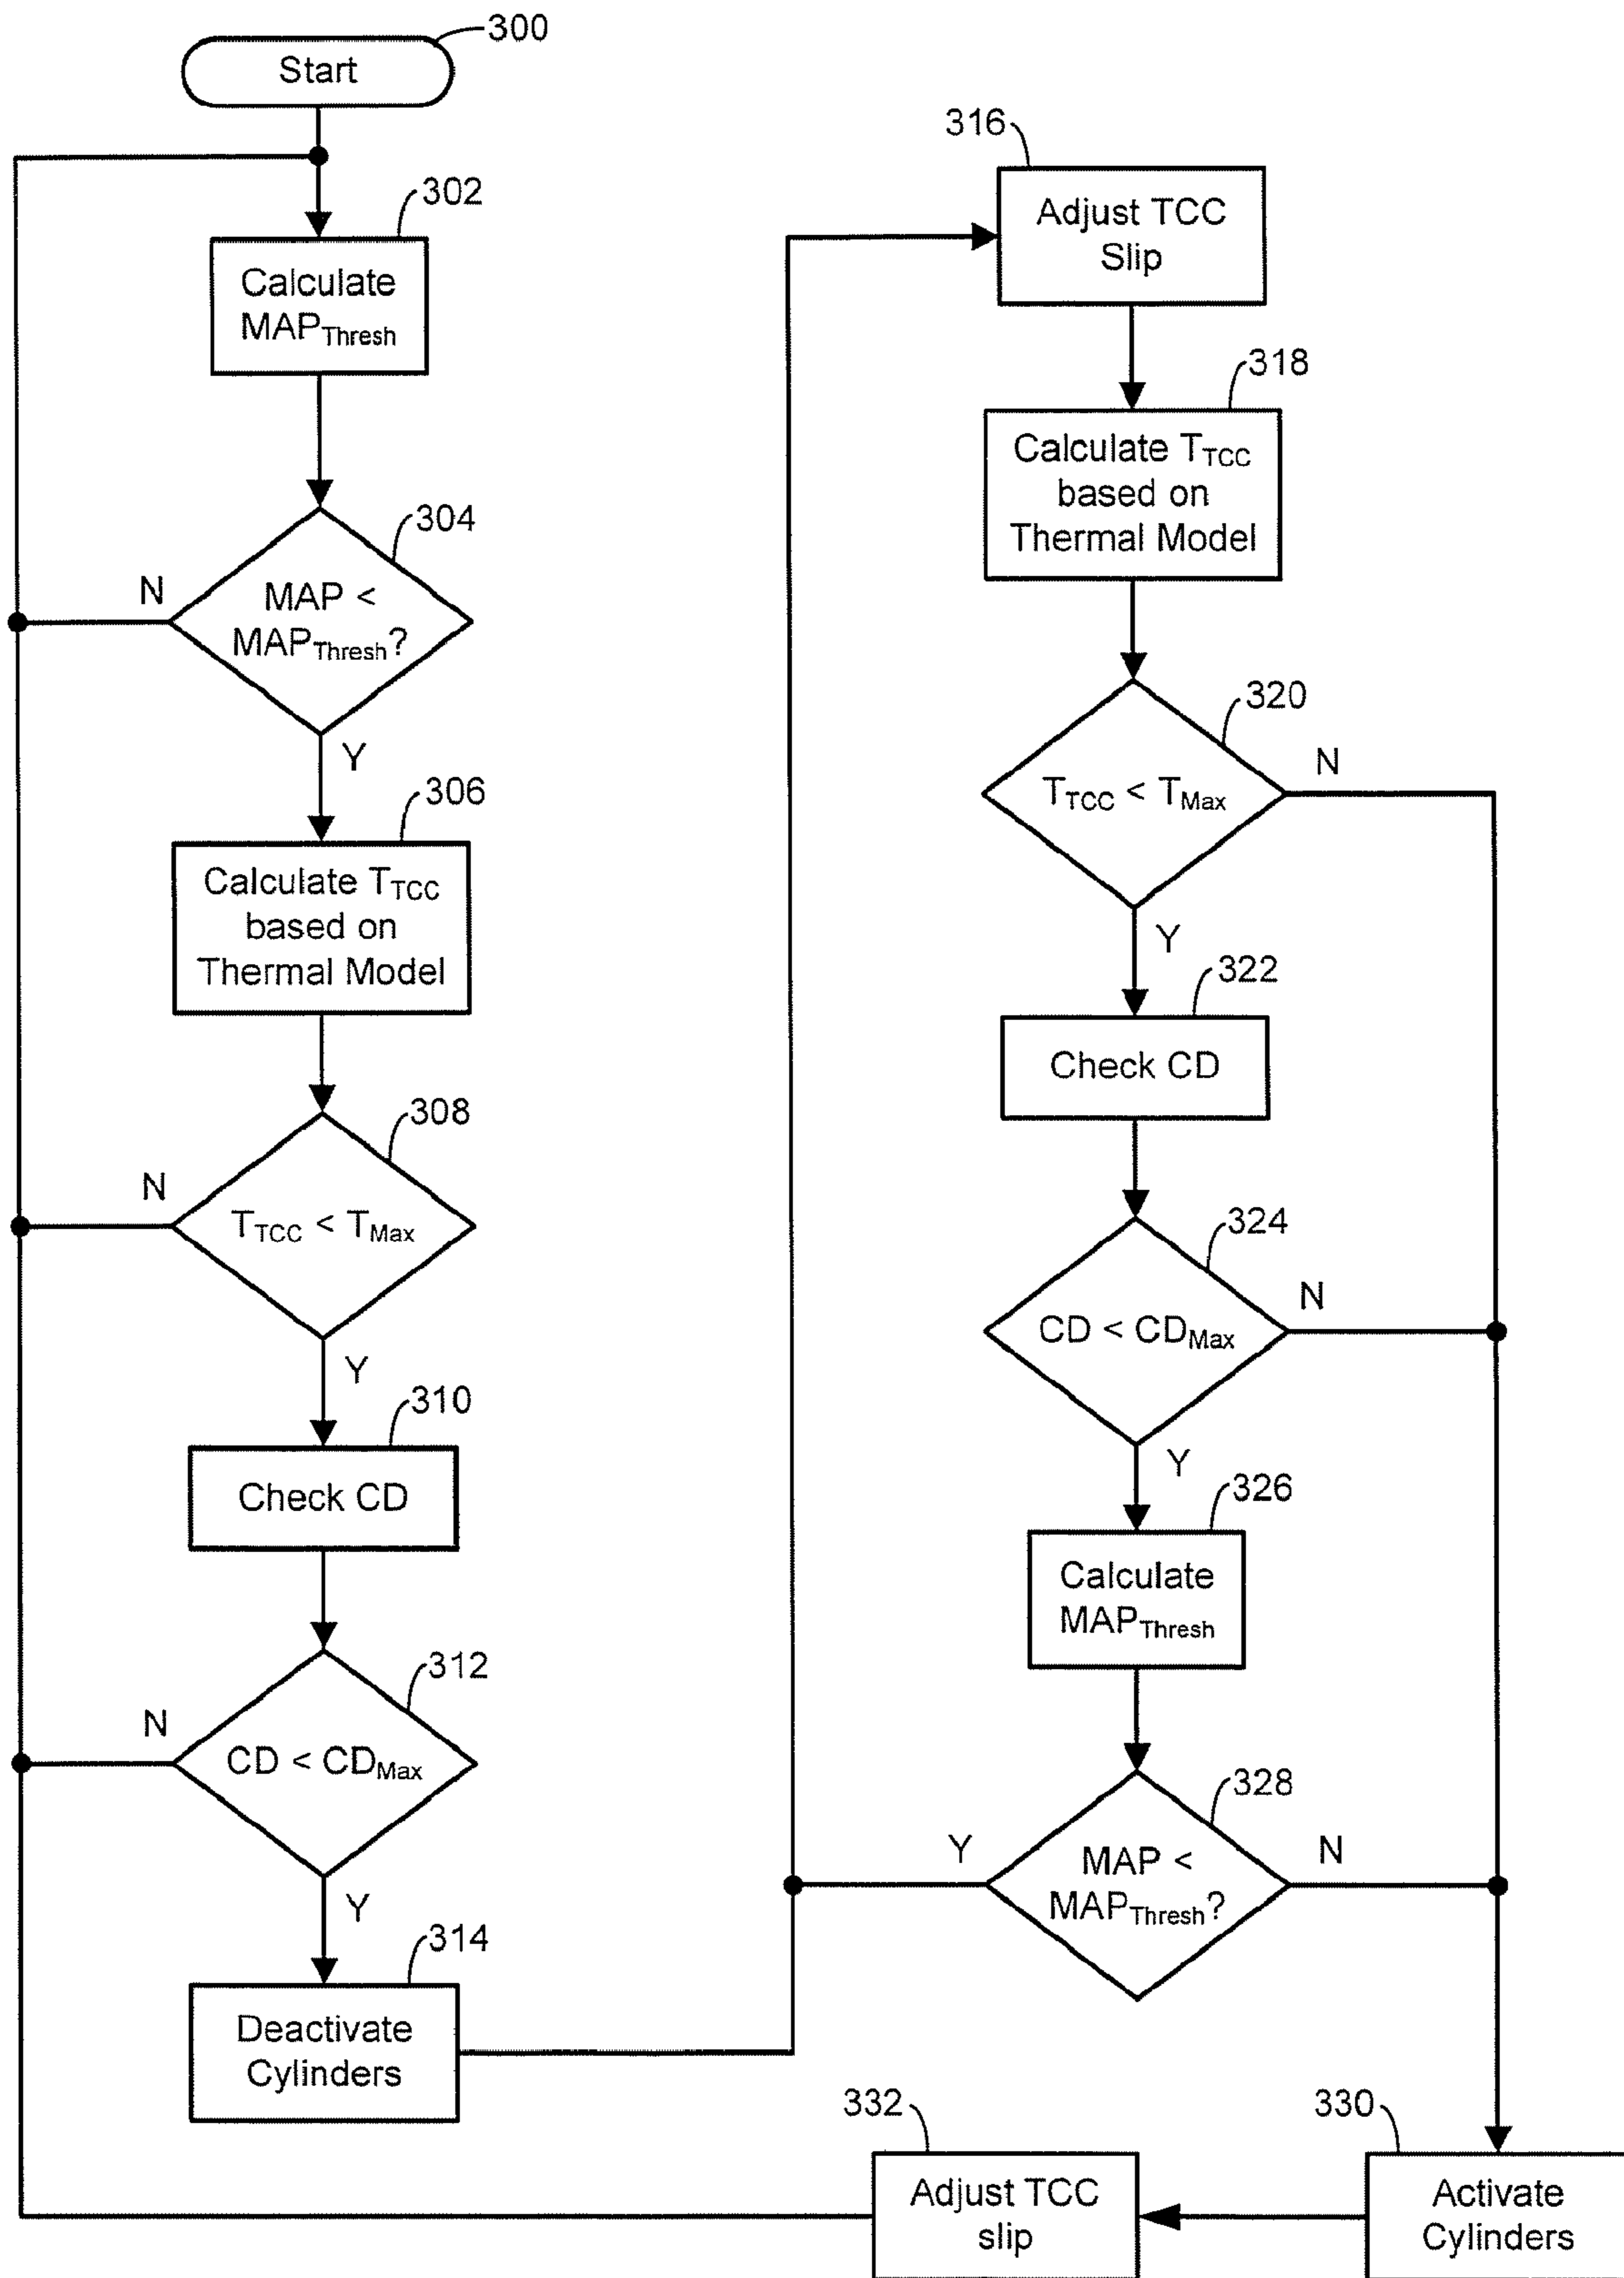 300
Start
302
Calculate
MAPThresh
304
MAP <
MAPThresh?
N
Y
306
Calculate TTCC
based on
Thermal Model
308
TTCC < TMax
N
Y
310
Check CD
312
CD < CDMax
N
Y
314
Deactivate
Cylinders
316
Adjust TCC
Slip
318
Calculate TTCC
based on
Thermal Model
320
TTCC < TMax
N
Y
322
Check CD
324
CD < CDMax
N
Y
326
Calculate
MAPThresh
328
MAP <
MAPThresh?
Y
N
330
Activate
Cylinders
332
Adjust TCC
slip